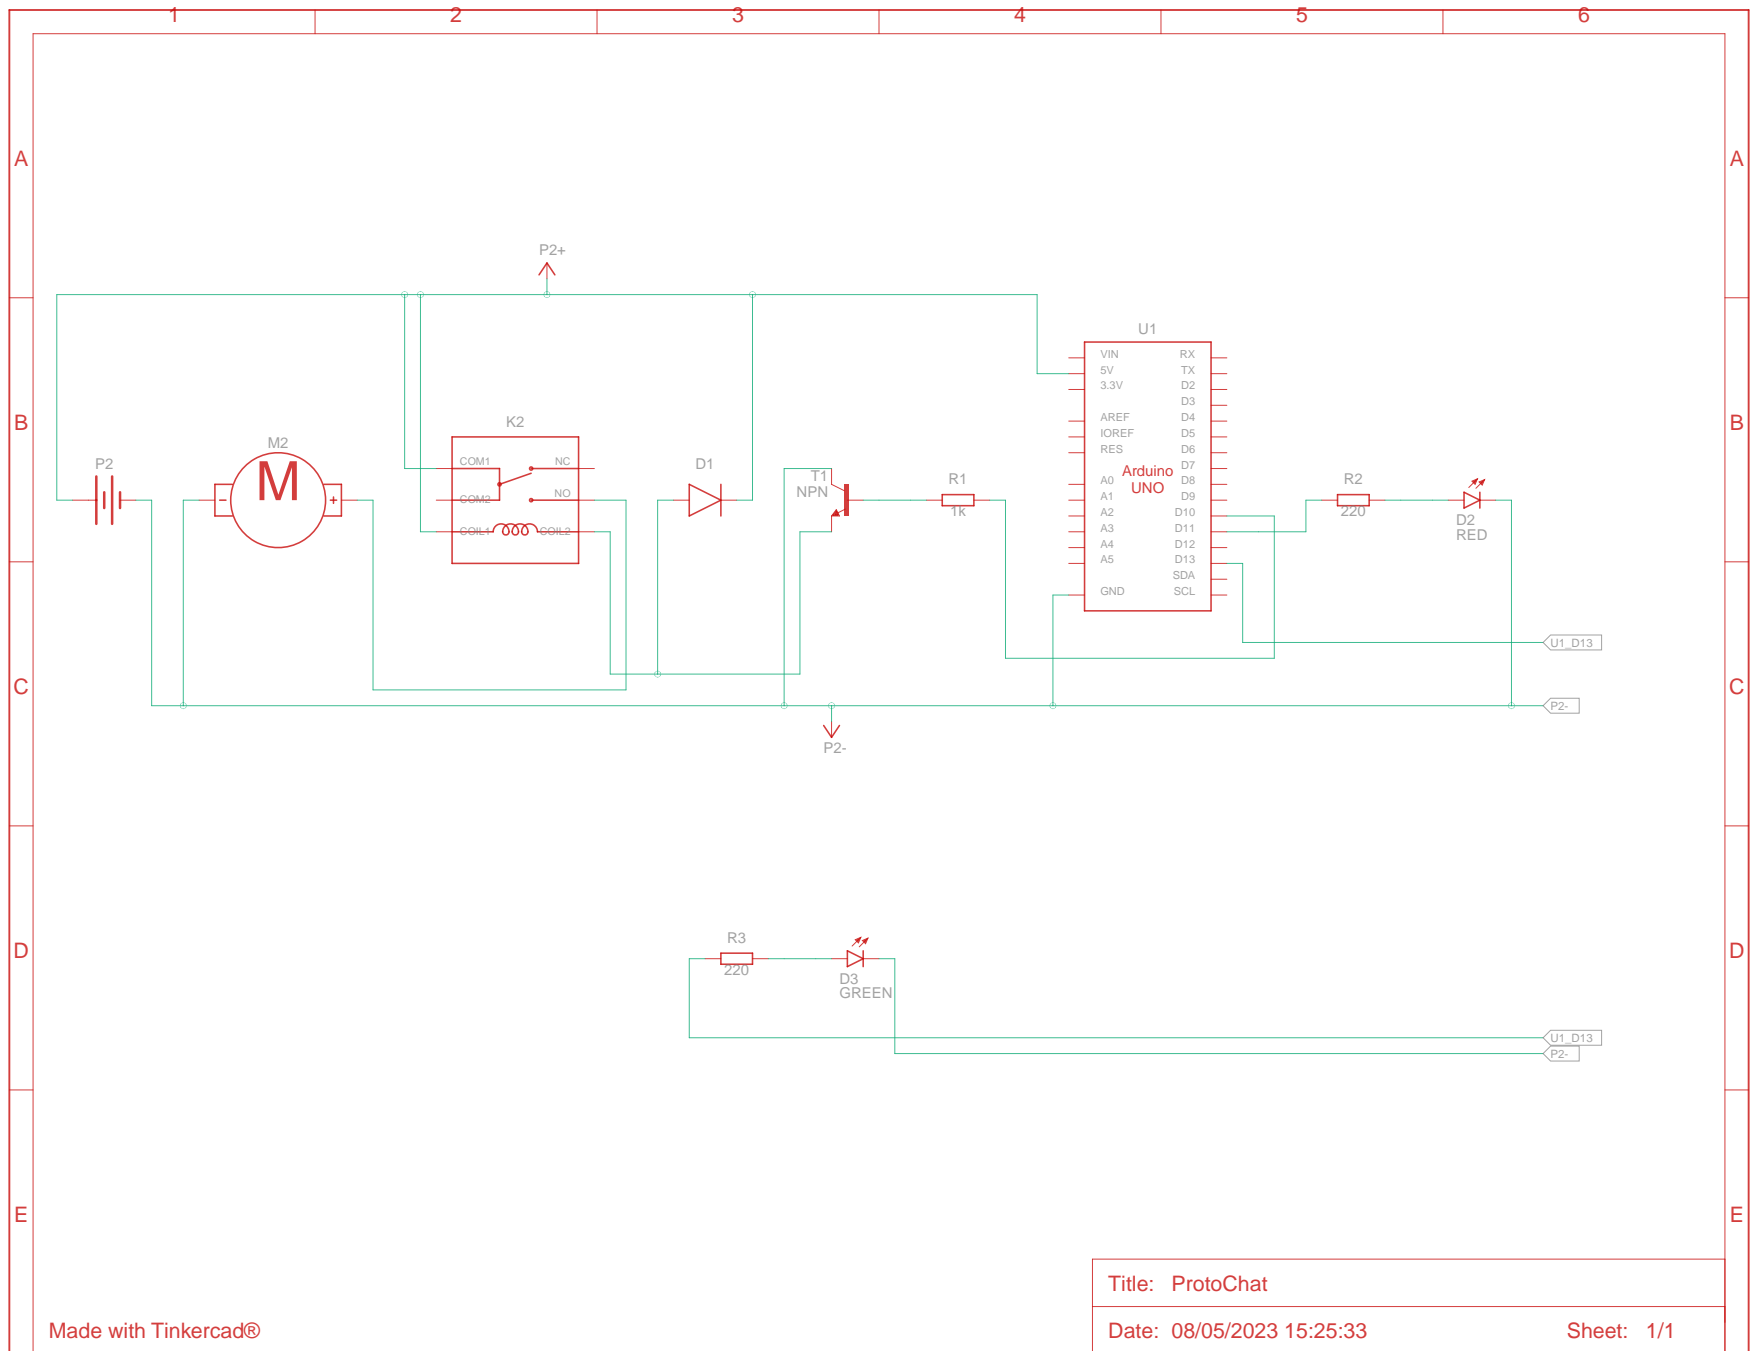 1 2 3 4 5 6
A A
P2+
B B
U1
VIN RX
5V TX
3.3V D2
D3
AREF D4
IOREF D5
RES D6
D7
A0 D8
A1 D9
A2 D10
A3 D11
A4 D12
A5 D13
SDA
GND SCL
Arduino
UNO
P2
M2
M
- +
K2
COM1 NC
COM2 NO
COIL1 COIL2
D1
T1
NPN
R1
1k
R2
220
D2
RED
U1_D13
C C
P2-
P2-
D D
R3
220
D3
GREEN
U1_D13
P2-
E E
Title: ProtoChat
Made with Tinkercad®
Date: 08/05/2023 15:25:33 Sheet: 1/1